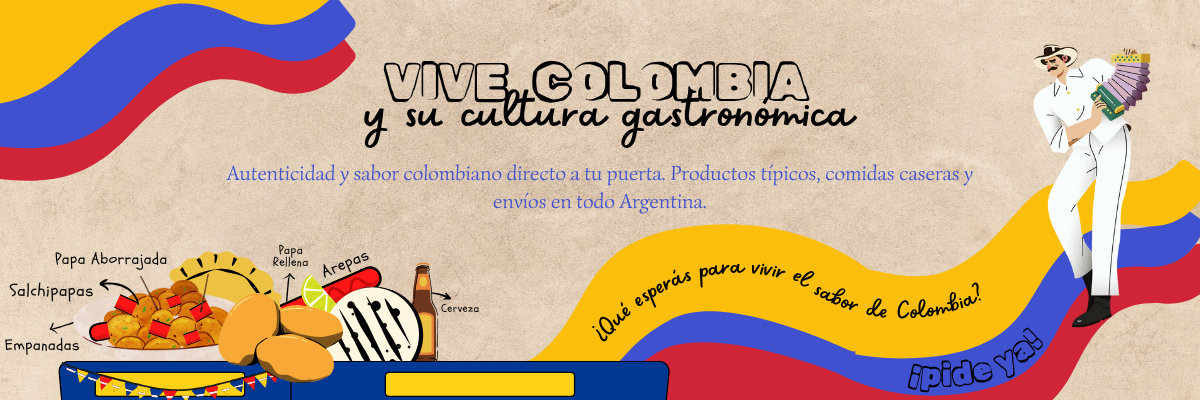 VIVE COLOMBIA
y su cultura gastronómica
Autenticidad y sabor colombiano directo a tu puerta. Productos típicos, comidas caseras y
envíos en todo Argentina.
Papa Aborrajada
Salchipapas
Empanadas
Papa
Rellena
Arepas
Cerveza
¡Qué esperás para vivir el sabor de Colombia?
¡pide ya!